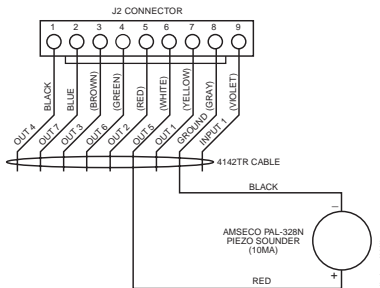 J2 CONNECTOR
1 2 3 4 5 6 7 8 9
BLACK
BLUE
(BROWN)
(GREEN)
(RED)
(WHITE)
(YELLOW)
(GRAY)
(VIOLET)
OUT 4
OUT 7
OUT 3
OUT 6
OUT 2
OUT 5
OUT 1
GROUND
INPUT 1
4142TR CABLE
BLACK
–
AMSECO PAL-328N
PIEZO SOUNDER
(10MA)
+
RED